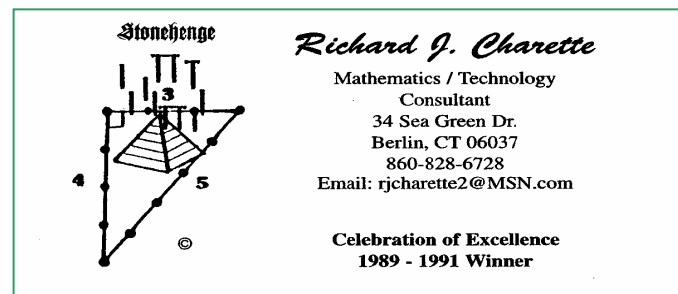 Stonehenge
3
4
5
©
Richard J. Charette
Mathematics / Technology
Consultant
34 Sea Green Dr.
Berlin, CT 06037
860-828-6728
Email: rjcharette2@MSN.com
Celebration of Excellence
1989 - 1991 Winner